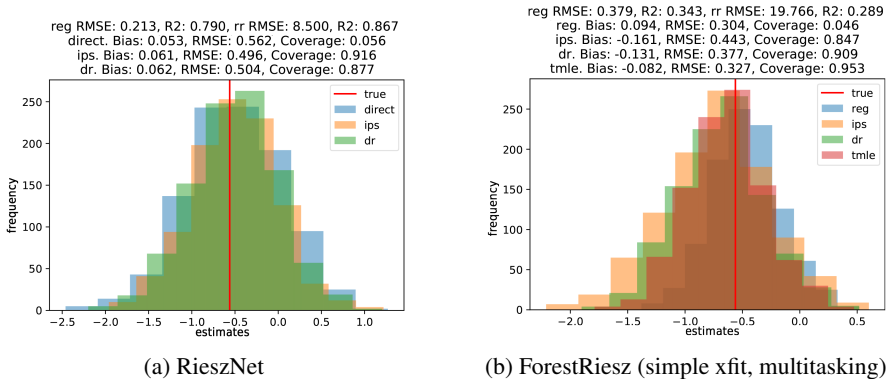 reg RMSE: 0.213, R2: 0.790, rr RMSE: 8.500, R2: 0.867
direct. Bias: 0.053, RMSE: 0.562, Coverage: 0.056
ips. Bias: 0.061, RMSE: 0.496, Coverage: 0.916
dr. Bias: 0.062, RMSE: 0.504, Coverage: 0.877
true
direct
ips
dr
frequency
250
200
150
100
50
0
−2.5 −2.0 −1.5 −1.0 −0.5 0.0 0.5 1.0
estimates
(a) RieszNet
reg RMSE: 0.379, R2: 0.343, rr RMSE: 19.766, R2: 0.289
reg. Bias: 0.094, RMSE: 0.304, Coverage: 0.046
ips. Bias: -0.161, RMSE: 0.443, Coverage: 0.847
dr. Bias: -0.131, RMSE: 0.377, Coverage: 0.909
tmle. Bias: -0.082, RMSE: 0.327, Coverage: 0.953
true
reg
ips
dr
tmle
frequency
250
200
150
100
50
0
−2.0 −1.5 −1.0 −0.5 0.0 0.5
estimates
(b) ForestRiesz (simple xfit, multitasking)